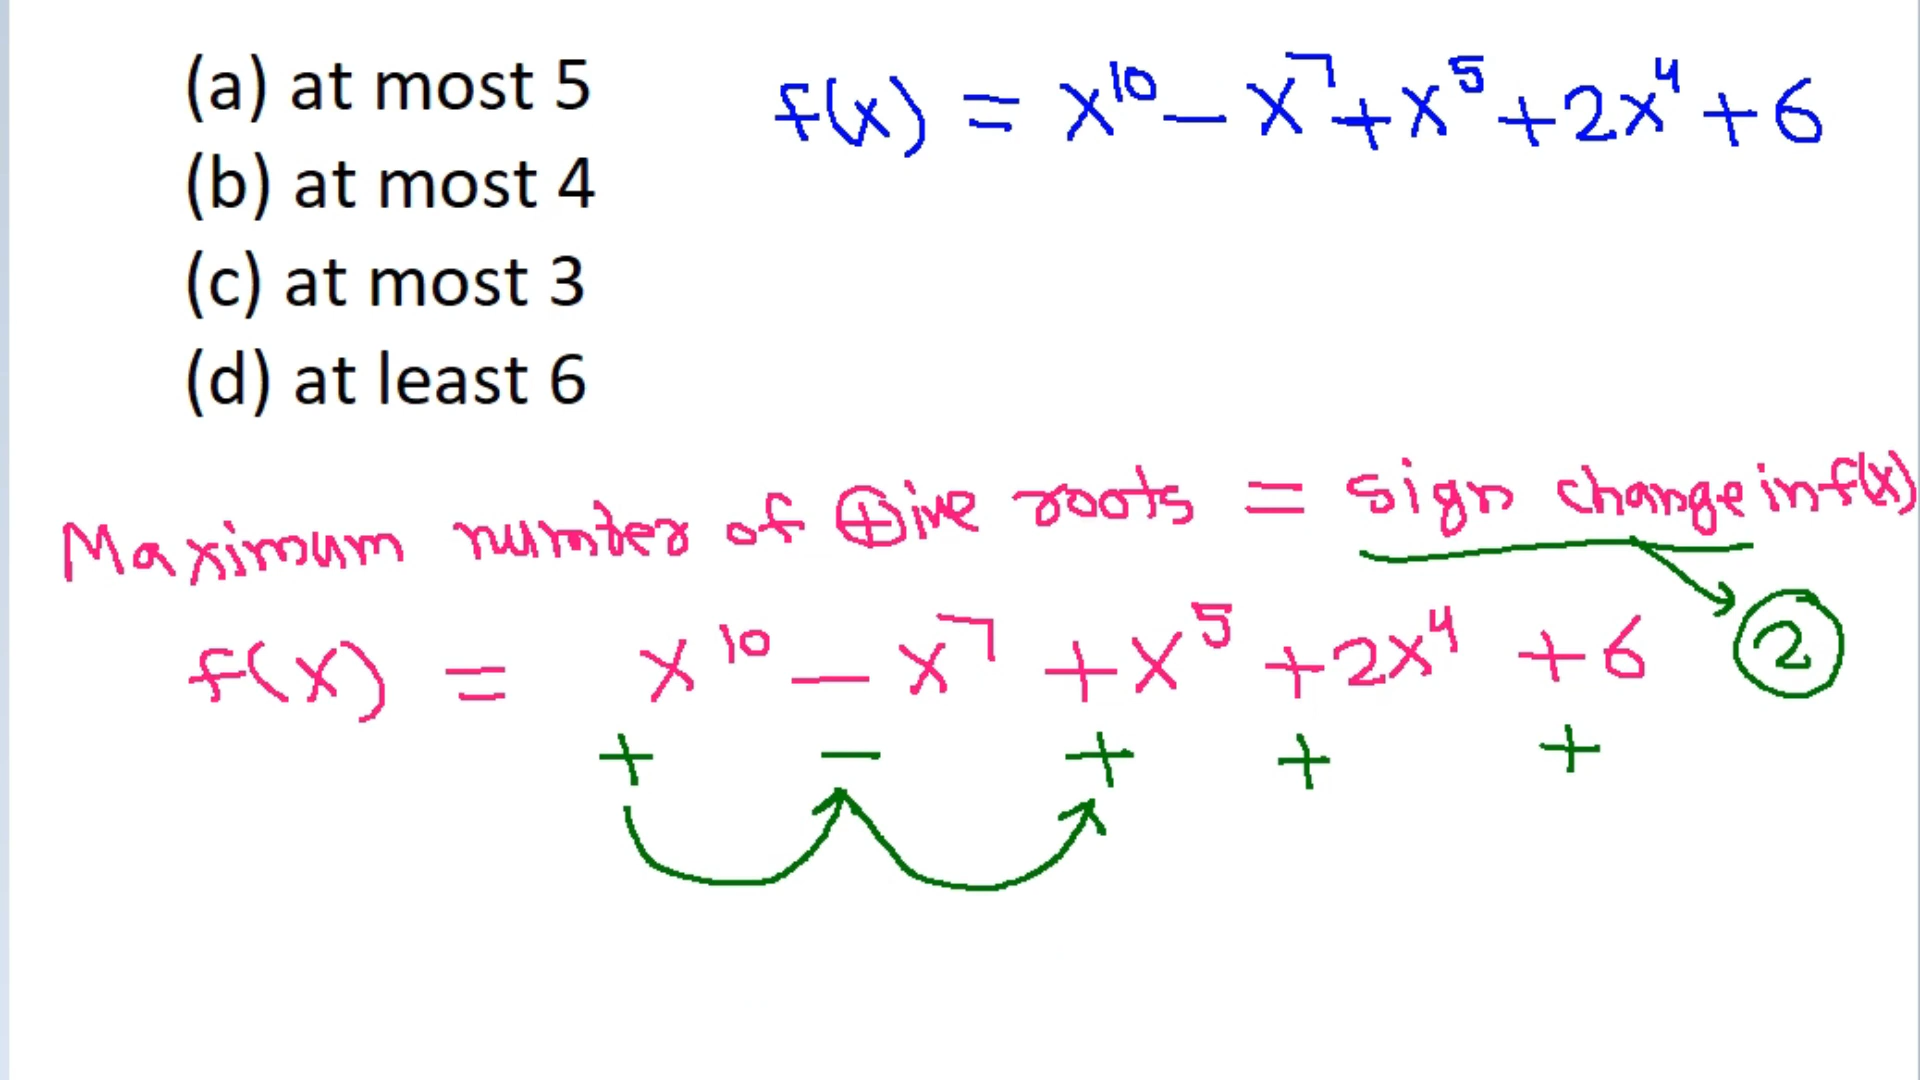 (a) at most 5
f(x) = x¹⁰ - x⁷ + x⁵ + 2x⁴ + 6
(b) at most 4
(c) at most 3
(d) at least 6
Maximum number of ⊕ive roots = sign change in f(x)
f(x) = x¹⁰ - x⁷ + x⁵ + 2x⁴ + 6
2
+ - + + +